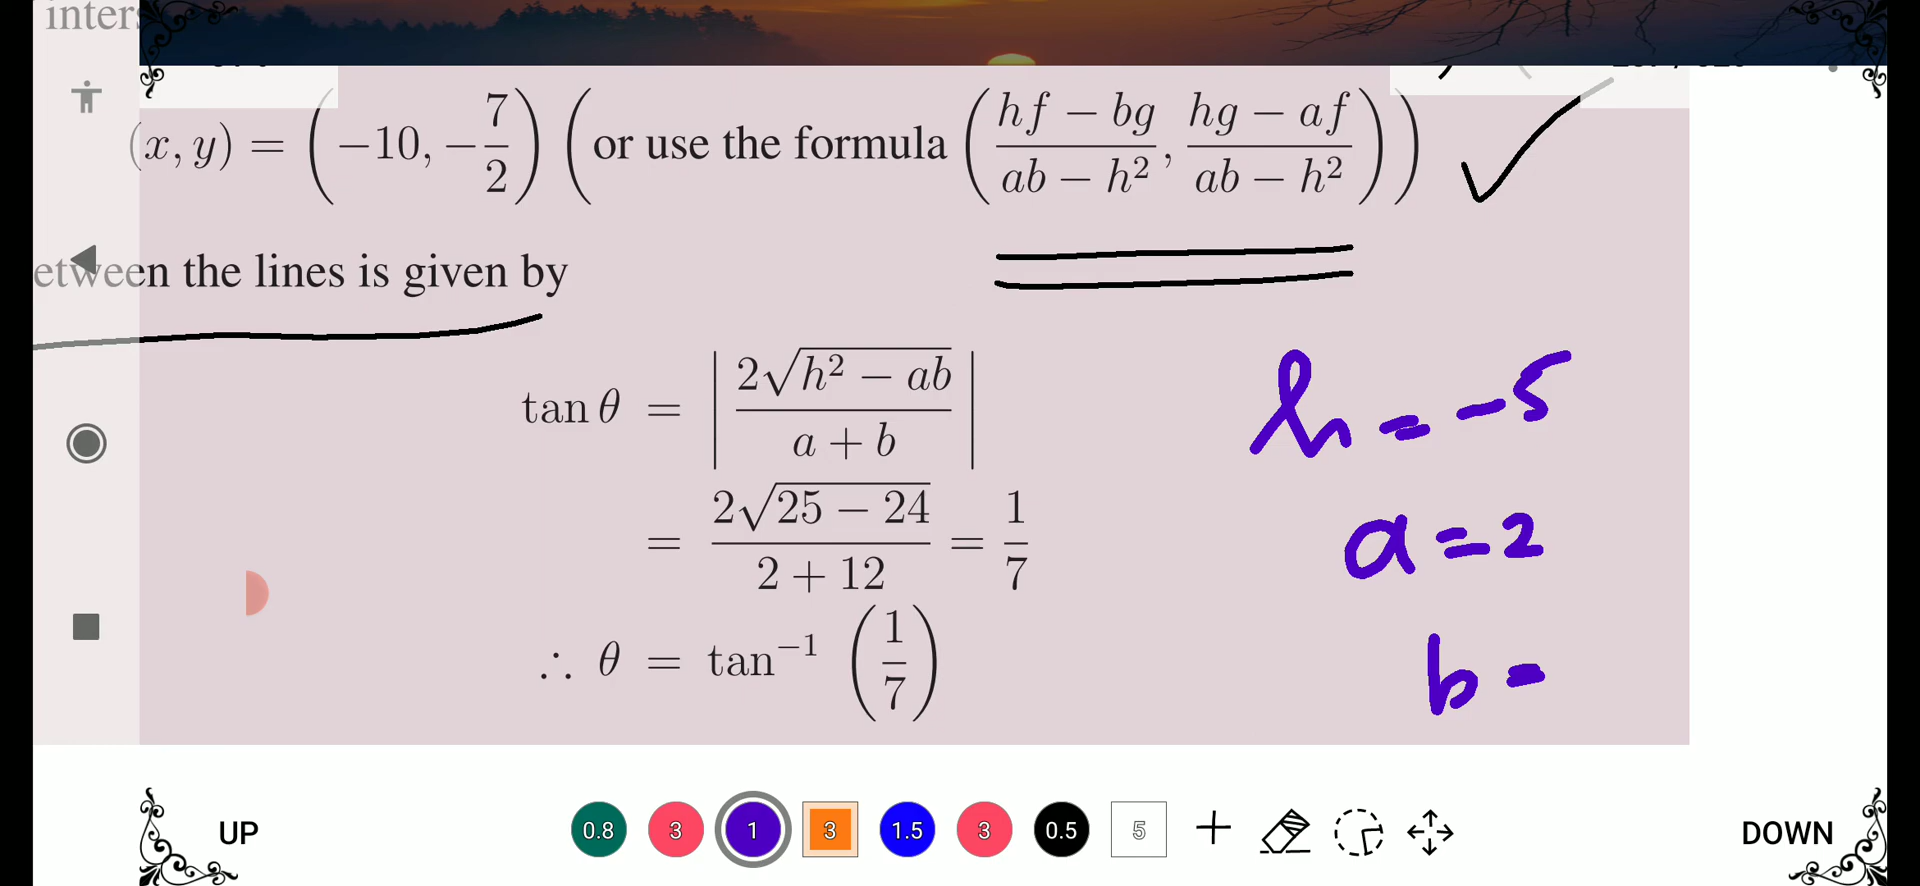 inters
(x, y) = (−10, −7/2) (or use the formula ((hf − bg)/(ab − h²), (hg − af)/(ab − h²)))
etween the lines is given by
tan θ = |2√(h² − ab)/(a + b)|
h = -5
= 2√(25 − 24)/(2 + 12) = 1/7
a = 2
∴ θ = tan⁻¹ (1/7)
b =
UP 0.8 3 1 3 1.5 3 0.5 5 DOWN